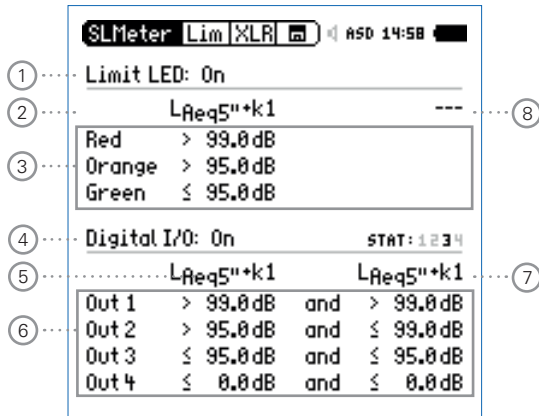 SLMeter Lim XLR ASD 14:58
1 Limit LED: On
2 LAeq5"+k1 --- 8
Red > 99.0dB
3 Orange > 95.0dB
Green ≤ 95.0dB
4 Digital I/O: On STAT: 1234
5 LAeq5"+k1 LAeq5"+k1 7
Out 1 > 99.0dB and > 99.0dB
6 Out 2 > 95.0dB and ≤ 99.0dB
Out 3 ≤ 95.0dB and ≤ 95.0dB
Out 4 ≤ 0.0dB and ≤ 0.0dB